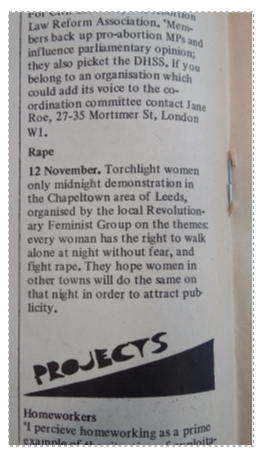 Law Reform Association. 'Mem-
bers back up pro-abortion MPs and
influence parliamentary opinion;
they also picket the DHSS. If you
belong to an organisation which
could add its voice to the co-
ordination committee contact Jane
Roe, 27-35 Mortimer St, London
W1.
Rape
12 November. Torchlight women
only midnight demonstration in
the Chapeltown area of Leeds,
organised by the local Revolution-
ary Feminist Group on the themes:
every woman has the right to walk
alone at night without fear, and
fight rape. They hope women in
other towns will do the same on
that night in order to attract pub-
licity.
PROJECTS
Homeworkers
'I percieve homeworking as a prime
example of the